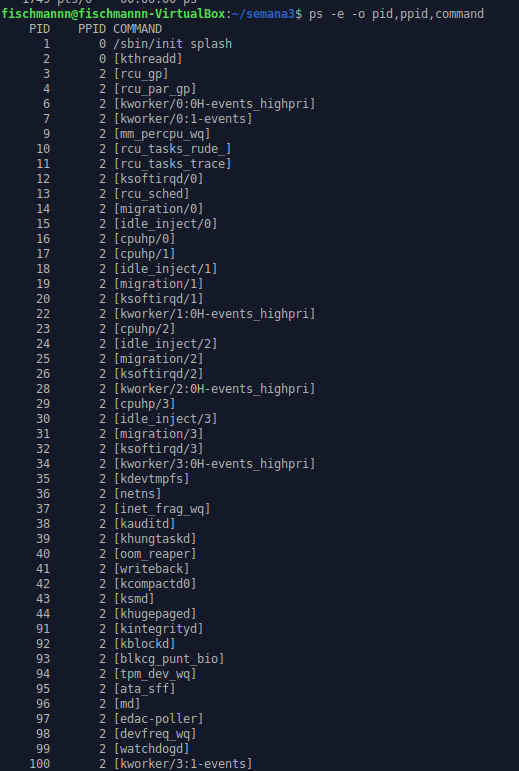 1749 pts/0    00:00:00 ps
fischmannn@fischmannn-VirtualBox:~/semana3$ ps -e -o pid,ppid,command
PID PPID COMMAND
1 0 /sbin/init splash
2 0 [kthreadd]
3 2 [rcu_gp]
4 2 [rcu_par_gp]
6 2 [kworker/0:0H-events_highpri]
7 2 [kworker/0:1-events]
9 2 [mm_percpu_wq]
10 2 [rcu_tasks_rude_]
11 2 [rcu_tasks_trace]
12 2 [ksoftirqd/0]
13 2 [rcu_sched]
14 2 [migration/0]
15 2 [idle_inject/0]
16 2 [cpuhp/0]
17 2 [cpuhp/1]
18 2 [idle_inject/1]
19 2 [migration/1]
20 2 [ksoftirqd/1]
22 2 [kworker/1:0H-events_highpri]
23 2 [cpuhp/2]
24 2 [idle_inject/2]
25 2 [migration/2]
26 2 [ksoftirqd/2]
28 2 [kworker/2:0H-events_highpri]
29 2 [cpuhp/3]
30 2 [idle_inject/3]
31 2 [migration/3]
32 2 [ksoftirqd/3]
34 2 [kworker/3:0H-events_highpri]
35 2 [kdevtmpfs]
36 2 [netns]
37 2 [inet_frag_wq]
38 2 [kauditd]
39 2 [khungtaskd]
40 2 [oom_reaper]
41 2 [writeback]
42 2 [kcompactd0]
43 2 [ksmd]
44 2 [khugepaged]
91 2 [kintegrityd]
92 2 [kblockd]
93 2 [blkcg_punt_bio]
94 2 [tpm_dev_wq]
95 2 [ata_sff]
96 2 [md]
97 2 [edac-poller]
98 2 [devfreq_wq]
99 2 [watchdogd]
100 2 [kworker/3:1-events]